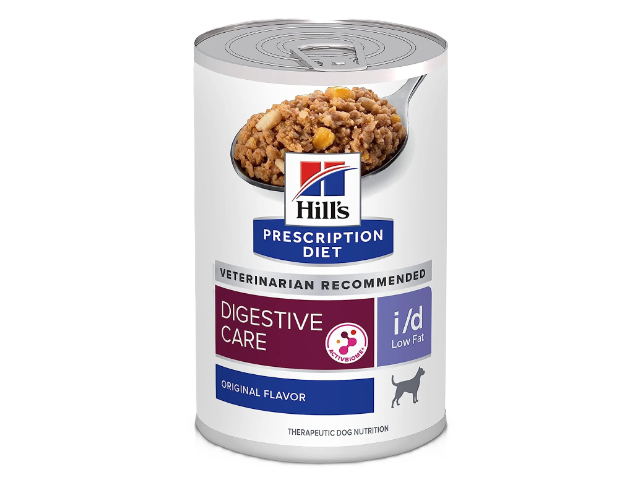 Hill's
PRESCRIPTION
DIET
VETERINARIAN RECOMMENDED
DIGESTIVE
CARE
ACTIVBIOME+
i/d
Low Fat
ORIGINAL FLAVOR
THERAPEUTIC DOG NUTRITION